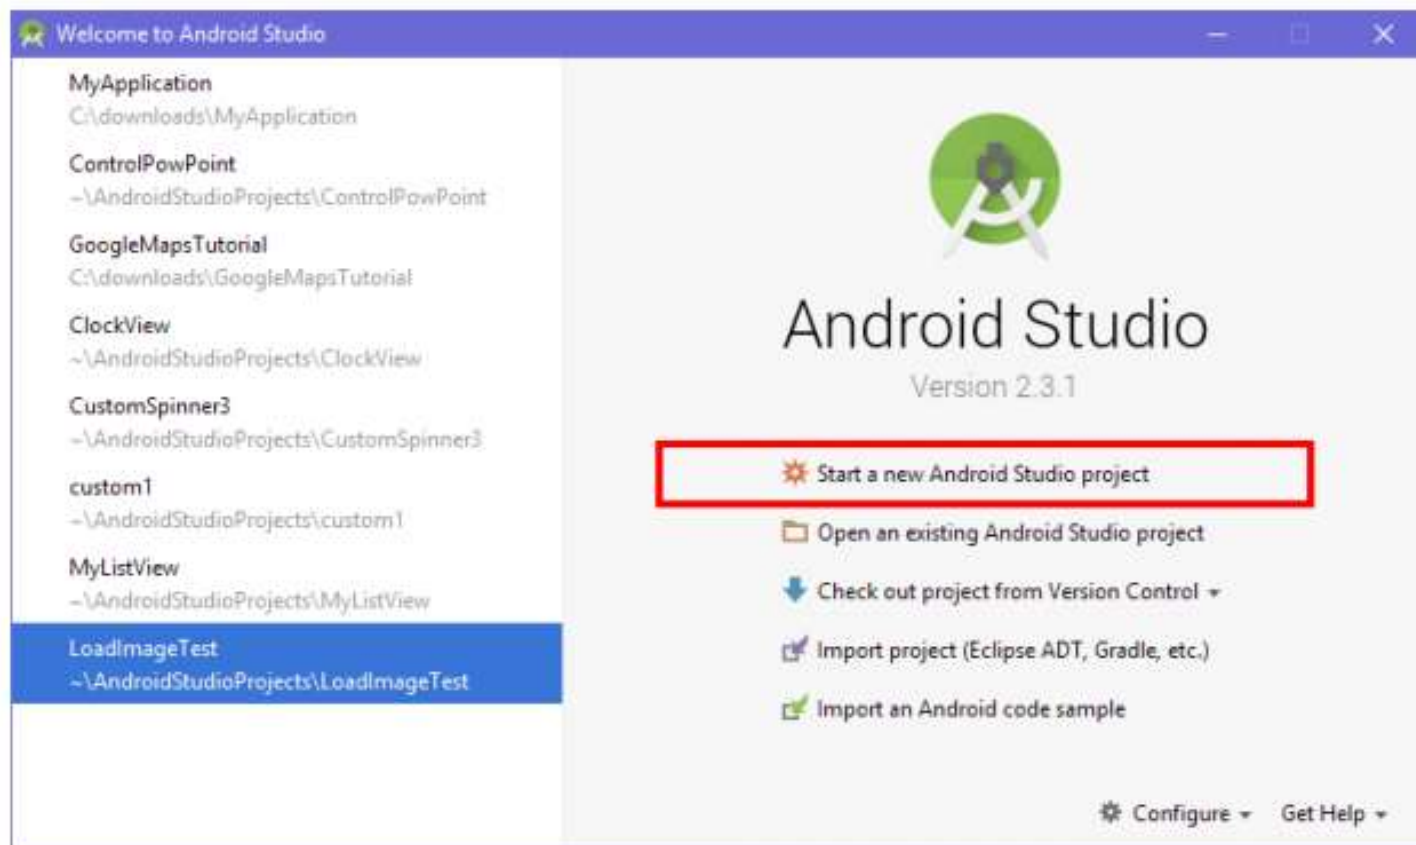 Welcome to Android Studio
MyApplication
C:\downloads\MyApplication
ControlPowPoint
~\AndroidStudioProjects\ControlPowPoint
GoogleMapsTutorial
C:\downloads\GoogleMapsTutorial
ClockView
~\AndroidStudioProjects\ClockView
CustomSpinner3
~\AndroidStudioProjects\CustomSpinner3
custom1
~\AndroidStudioProjects\custom1
MyListView
~\AndroidStudioProjects\MyListView
LoadImageTest
~\AndroidStudioProjects\LoadImageTest
Android Studio
Version 2.3.1
Start a new Android Studio project
Open an existing Android Studio project
Check out project from Version Control
Import project (Eclipse ADT, Gradle, etc.)
Import an Android code sample
Configure Get Help